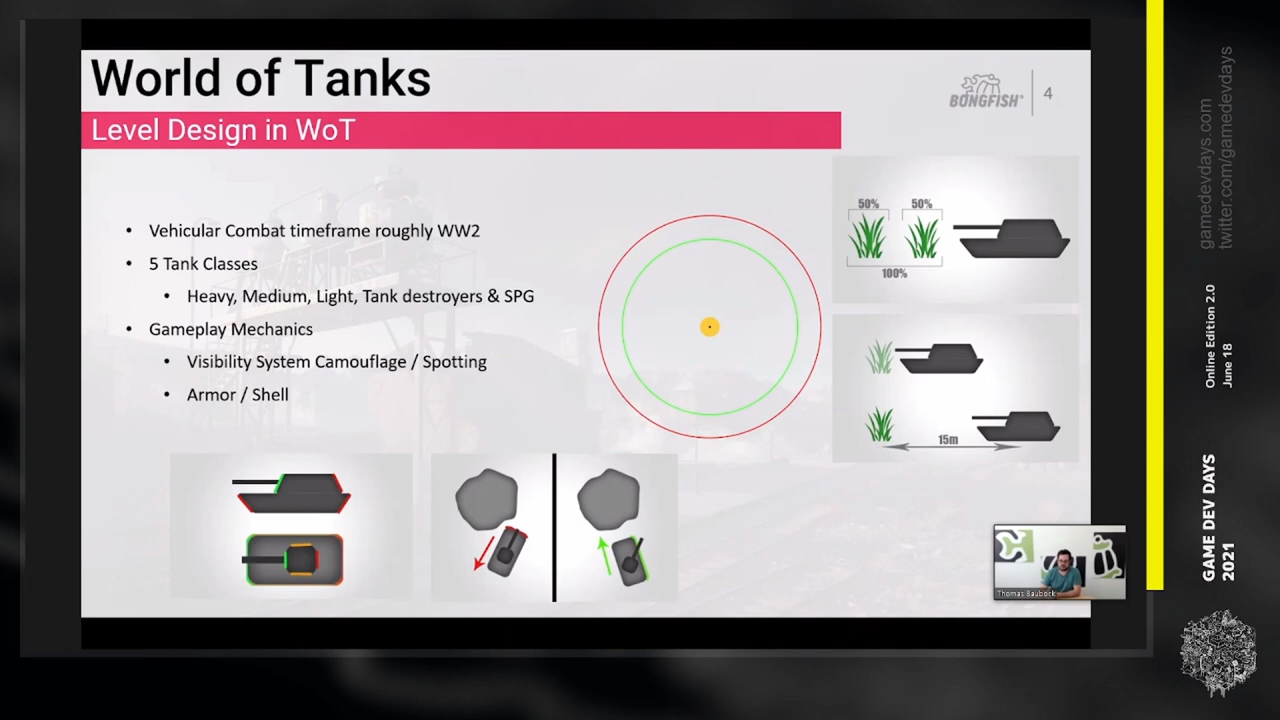 World of Tanks
BONGFISH®
4
Level Design in WoT
• Vehicular Combat timeframe roughly WW2
• 5 Tank Classes
• Heavy, Medium, Light, Tank destroyers & SPG
• Gameplay Mechanics
• Visibility System Camouflage / Spotting
• Armor / Shell
50% 50%
100%
15m
Thomas Baubock
gamedevdays.com
twitter.com/gamedevdays
Online Edition 2.0
June 18
GAME DEV DAYS
2021